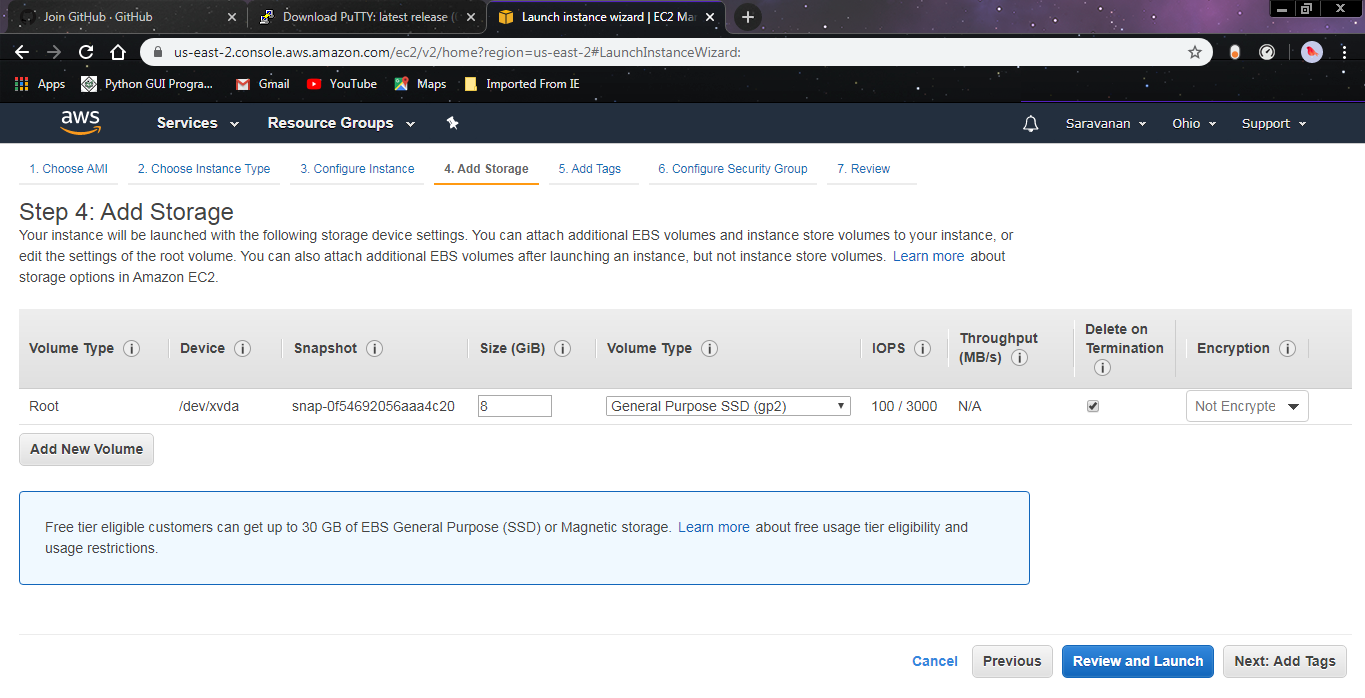 Join GitHub · GitHub
Download PuTTY: latest release (
Launch instance wizard | EC2 Ma
us-east-2.console.aws.amazon.com/ec2/v2/home?region=us-east-2#LaunchInstanceWizard:
Apps Python GUI Progra... Gmail YouTube Maps Imported From IE
aws Services Resource Groups Saravanan Ohio Support
1. Choose AMI 2. Choose Instance Type 3. Configure Instance 4. Add Storage 5. Add Tags 6. Configure Security Group 7. Review
Step 4: Add Storage
Your instance will be launched with the following storage device settings. You can attach additional EBS volumes and instance store volumes to your instance, or
edit the settings of the root volume. You can also attach additional EBS volumes after launching an instance, but not instance store volumes. Learn more about
storage options in Amazon EC2.
Volume Type Device Snapshot Size (GiB) Volume Type IOPS Throughput (MB/s) Delete on Termination Encryption
Root /dev/xvda snap-0f54692056aaa4c20 8 General Purpose SSD (gp2) 100 / 3000 N/A Not Encrypte
Add New Volume
Free tier eligible customers can get up to 30 GB of EBS General Purpose (SSD) or Magnetic storage. Learn more about free usage tier eligibility and
usage restrictions.
Cancel Previous Review and Launch Next: Add Tags